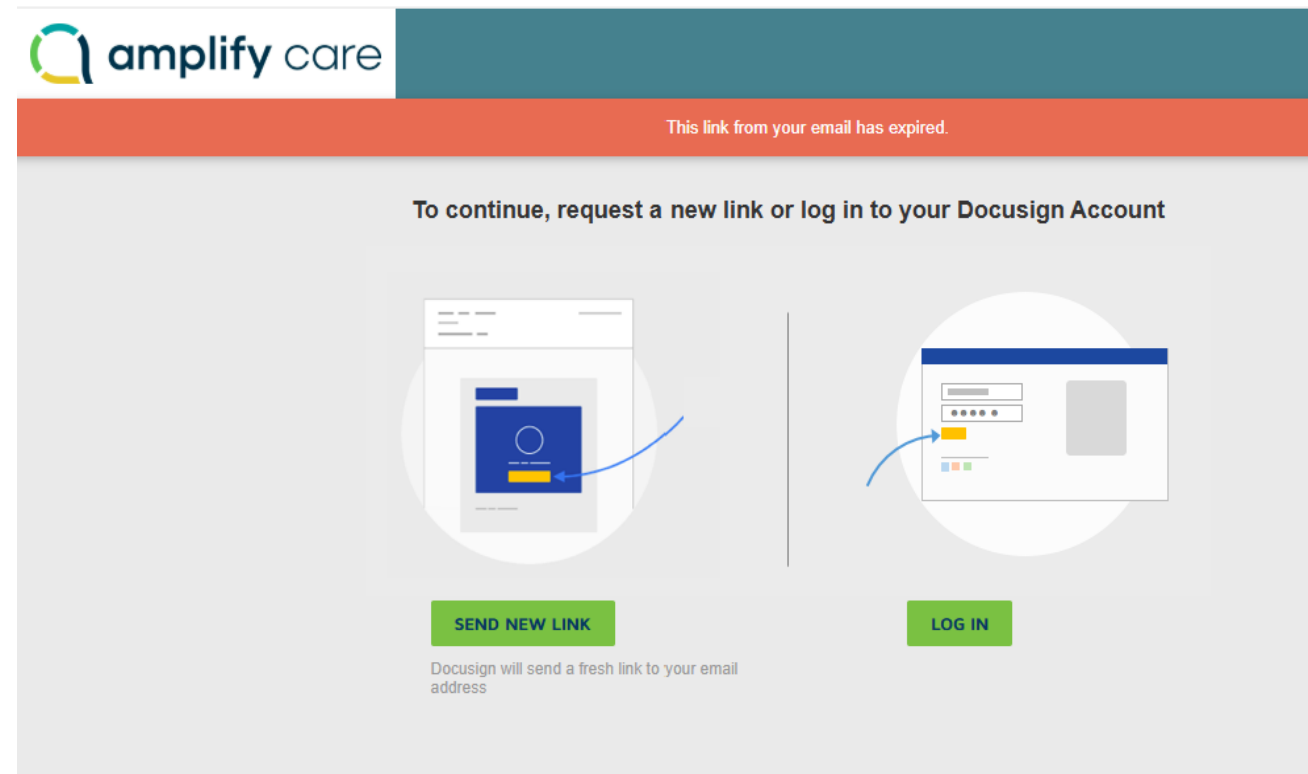 amplify care
This link from your email has expired.
To continue, request a new link or log in to your Docusign Account
SEND NEW LINK
Docusign will send a fresh link to your email
address
LOG IN